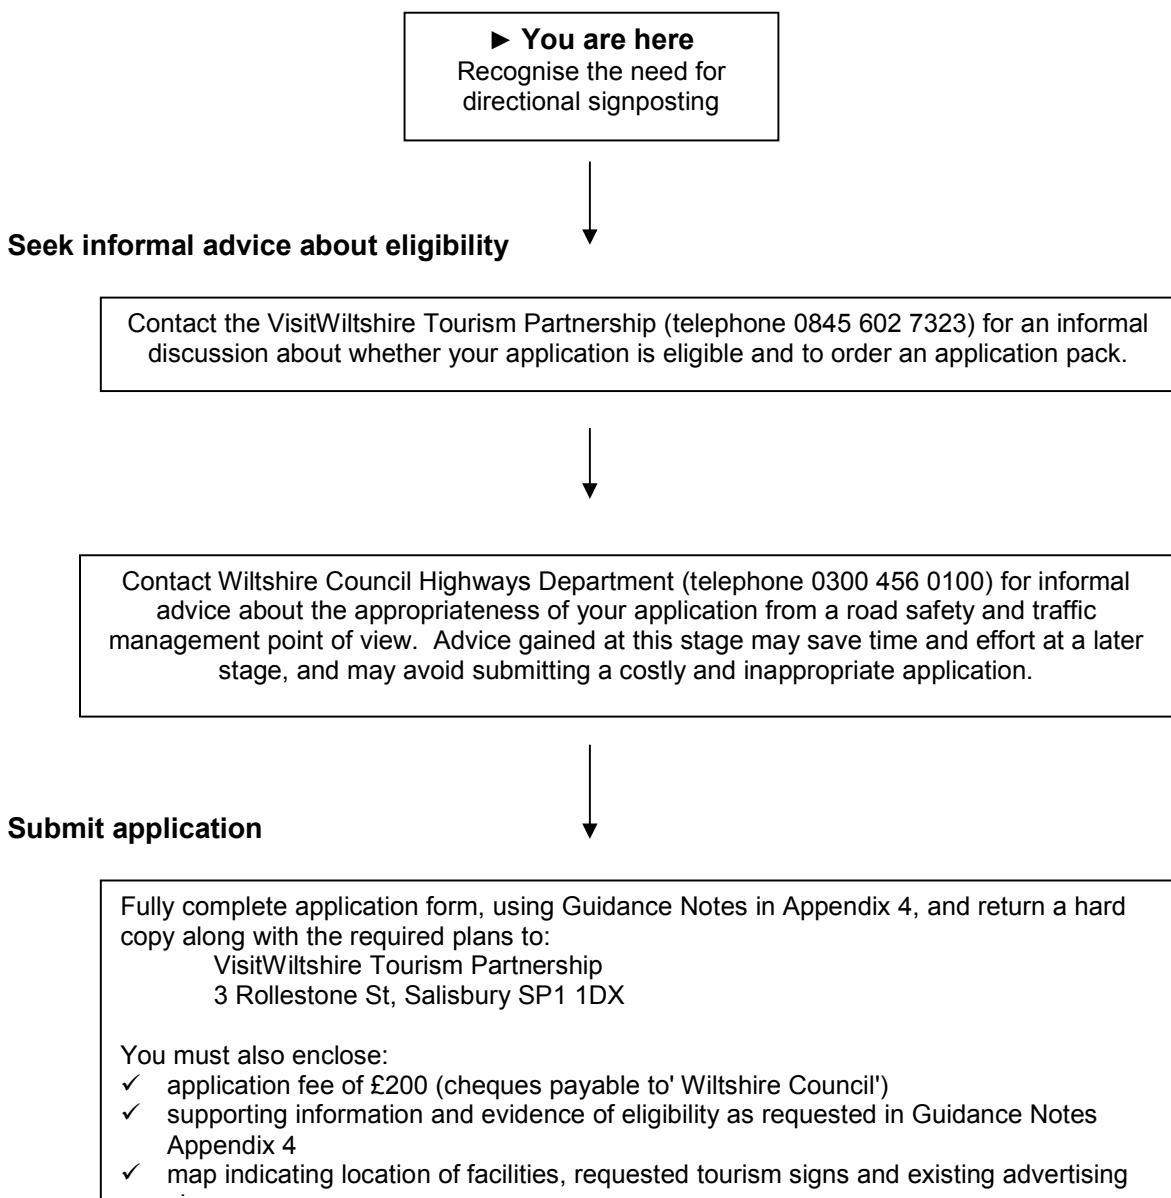 ► You are here
Recognise the need for
directional signposting
Seek informal advice about eligibility
Contact the VisitWiltshire Tourism Partnership (telephone 0845 602 7323) for an informal
discussion about whether your application is eligible and to order an application pack.
Contact Wiltshire Council Highways Department (telephone 0300 456 0100) for informal
advice about the appropriateness of your application from a road safety and traffic
management point of view.  Advice gained at this stage may save time and effort at a later
stage, and may avoid submitting a costly and inappropriate application.
Submit application
Fully complete application form, using Guidance Notes in Appendix 4, and return a hard
copy along with the required plans to:
VisitWiltshire Tourism Partnership
3 Rollestone St, Salisbury SP1 1DX
You must also enclose:
✓ application fee of £200 (cheques payable to' Wiltshire Council')
✓ supporting information and evidence of eligibility as requested in Guidance Notes
Appendix 4
✓ map indicating location of facilities, requested tourism signs and existing advertising